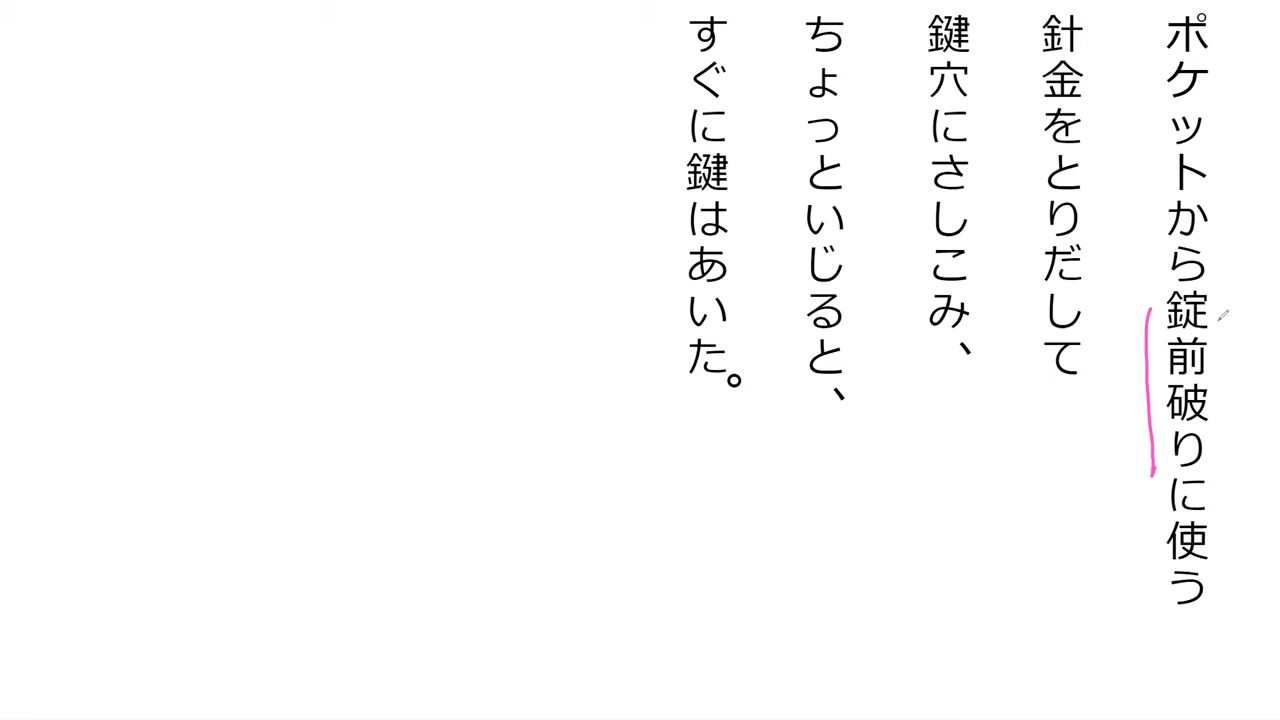 ポケットから錠前破りに使う
針金をとりだして
鍵穴にさしこみ、
ちょっといじると、
すぐに鍵はあいた。